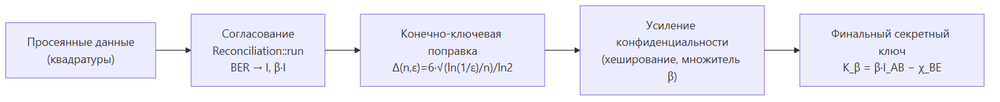 Просеянные данные
(квадратуры)
Согласование
Reconciliation::run
BER → I, β·I
Конечно-ключевая
поправка
Δ(n,ε)=6·√(ln(1/ε)/n)/ln2
Усиление
конфиденциальности
(хеширование, множитель
β)
Финальный секретный
ключ
K_β = β·I_AB − χ_BE